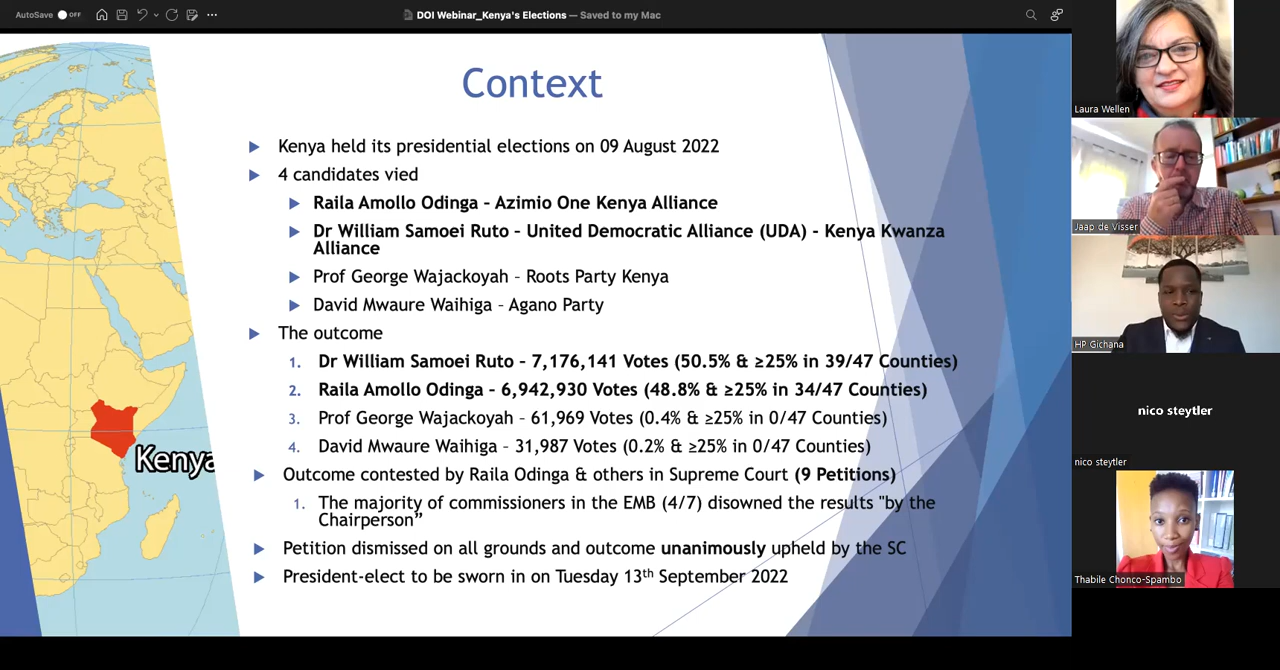 AutoSave OFF
DOI Webinar_Kenya's Elections — Saved to my Mac
Context
Kenya held its presidential elections on 09 August 2022
4 candidates vied
Raila Amollo Odinga – Azimio One Kenya Alliance
Dr William Samoei Ruto – United Democratic Alliance (UDA) - Kenya Kwanza
Alliance
Prof George Wajackoyah – Roots Party Kenya
David Mwaure Waihiga – Agano Party
The outcome
1. Dr William Samoei Ruto – 7,176,141 Votes (50.5% & ≥25% in 39/47 Counties)
2. Raila Amollo Odinga – 6,942,930 Votes (48.8% & ≥25% in 34/47 Counties)
3. Prof George Wajackoyah – 61,969 Votes (0.4% & ≥25% in 0/47 Counties)
4. David Mwaure Waihiga – 31,987 Votes (0.2% & ≥25% in 0/47 Counties)
Outcome contested by Raila Odinga & others in Supreme Court (9 Petitions)
1. The majority of commissioners in the EMB (4/7) disowned the results "by the
Chairperson”
Petition dismissed on all grounds and outcome unanimously upheld by the SC
President-elect to be sworn in on Tuesday 13th September 2022
Kenya
Laura Wellen
Jaap de Visser
HP Gichana
nico steytler
nico steytler
Thabile Chonco-Spambo